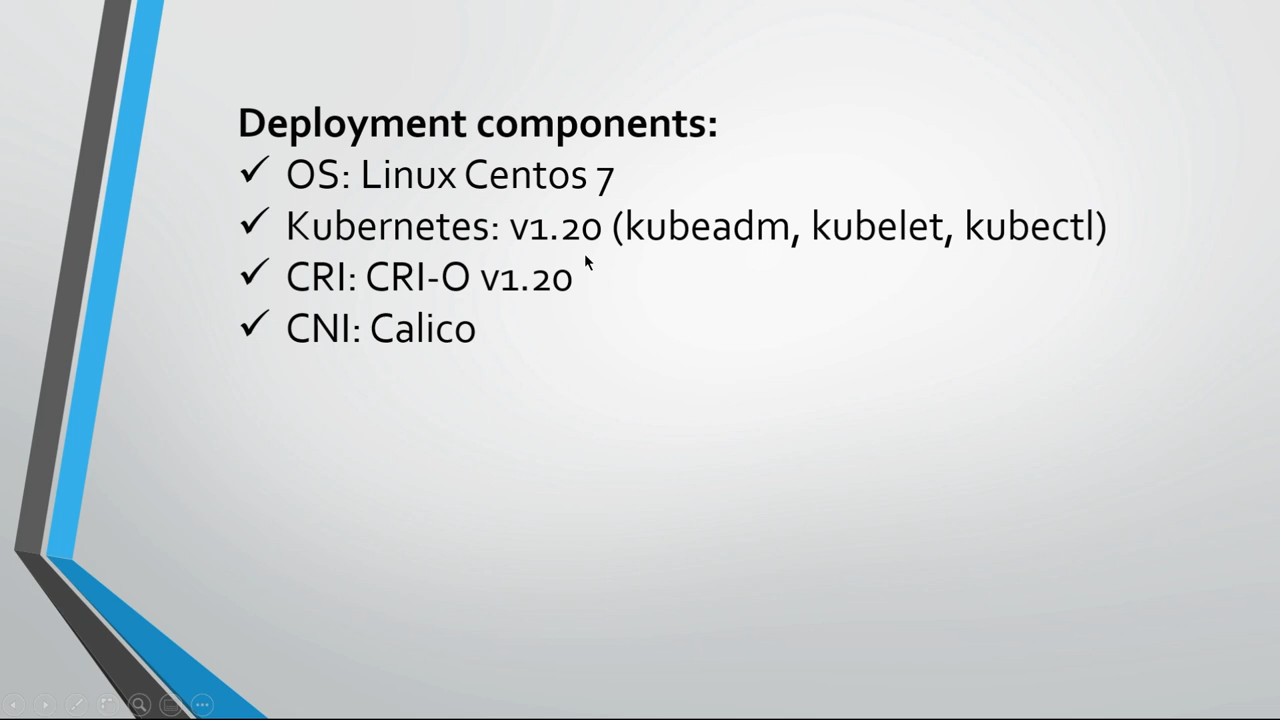 Deployment components:
✓ OS: Linux Centos 7
✓ Kubernetes: v1.20 (kubeadm, kubelet, kubectl)
✓ CRI: CRI-O v1.20
✓ CNI: Calico